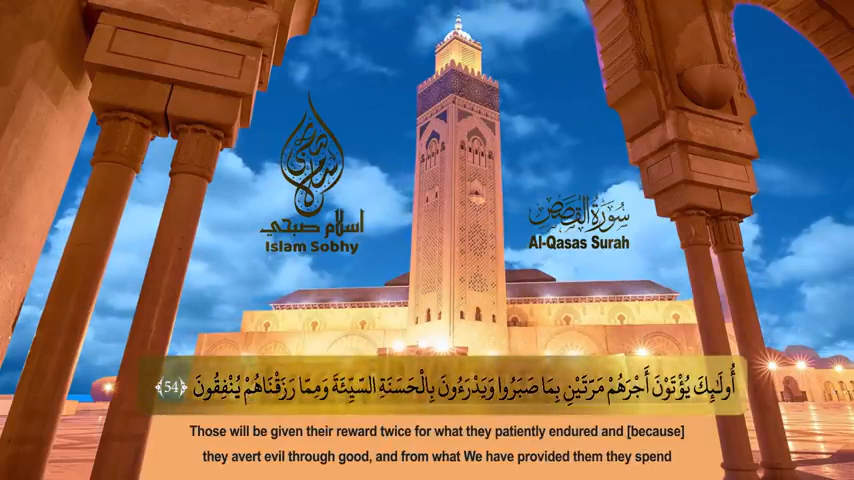 اسلام صبحي
Islam Sobhy
سُورَةُ القَصَصِ
Al-Qasas Surah
أُولَـٰئِكَ يُؤْتَوْنَ أَجْرَهُمْ مَرَّتَيْنِ بِمَا صَبَرُوا وَيَدْرَءُونَ بِالْحَسَنَةِ السَّيِّئَةَ وَمِمَّا رَزَقْنَاهُمْ يُنْفِقُونَ ﴿54﴾
Those will be given their reward twice for what they patiently endured and [because]
they avert evil through good, and from what We have provided them they spend